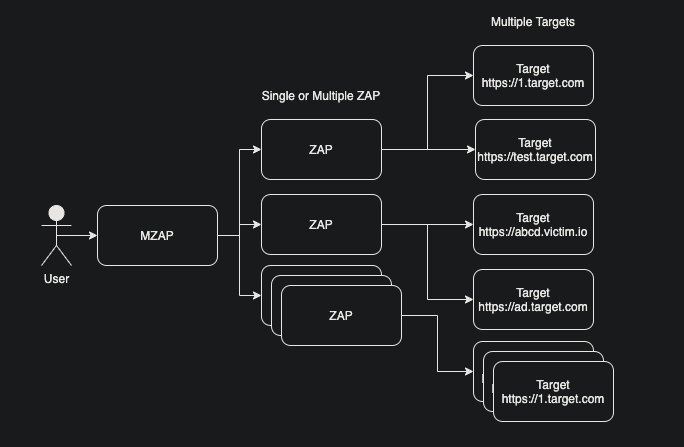 Multiple Targets
Single or Multiple ZAP
Target
https://1.target.com
ZAP
Target
https://test.target.com
MZAP
User
ZAP
Target
https://abcd.victim.io
Target
https://ad.target.com
ZAP
Target
https://1.target.com